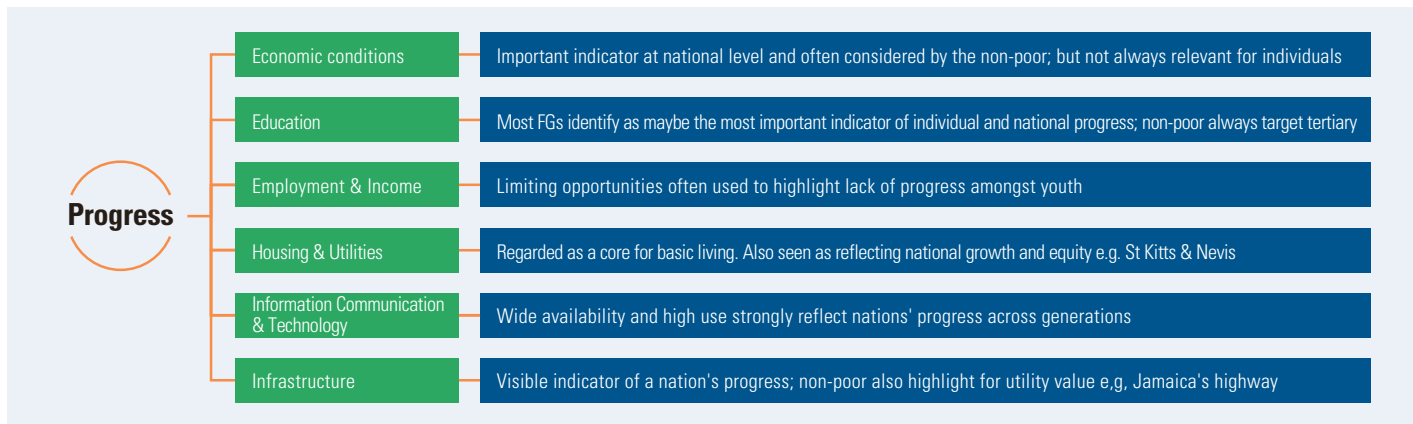 Progress
Economic conditions
Important indicator at national level and often considered by the non-poor; but not always relevant for individuals
Education
Most FGs identify as maybe the most important indicator of individual and national progress; non-poor always target tertiary
Employment & Income
Limiting opportunities often used to highlight lack of progress amongst youth
Housing & Utilities
Regarded as a core for basic living. Also seen as reflecting national growth and equity e.g. St Kitts & Nevis
Information Communication
& Technology
Wide availability and high use strongly reflect nations' progress across generations
Infrastructure
Visible indicator of a nation's progress; non-poor also highlight for utility value e,g, Jamaica's highway